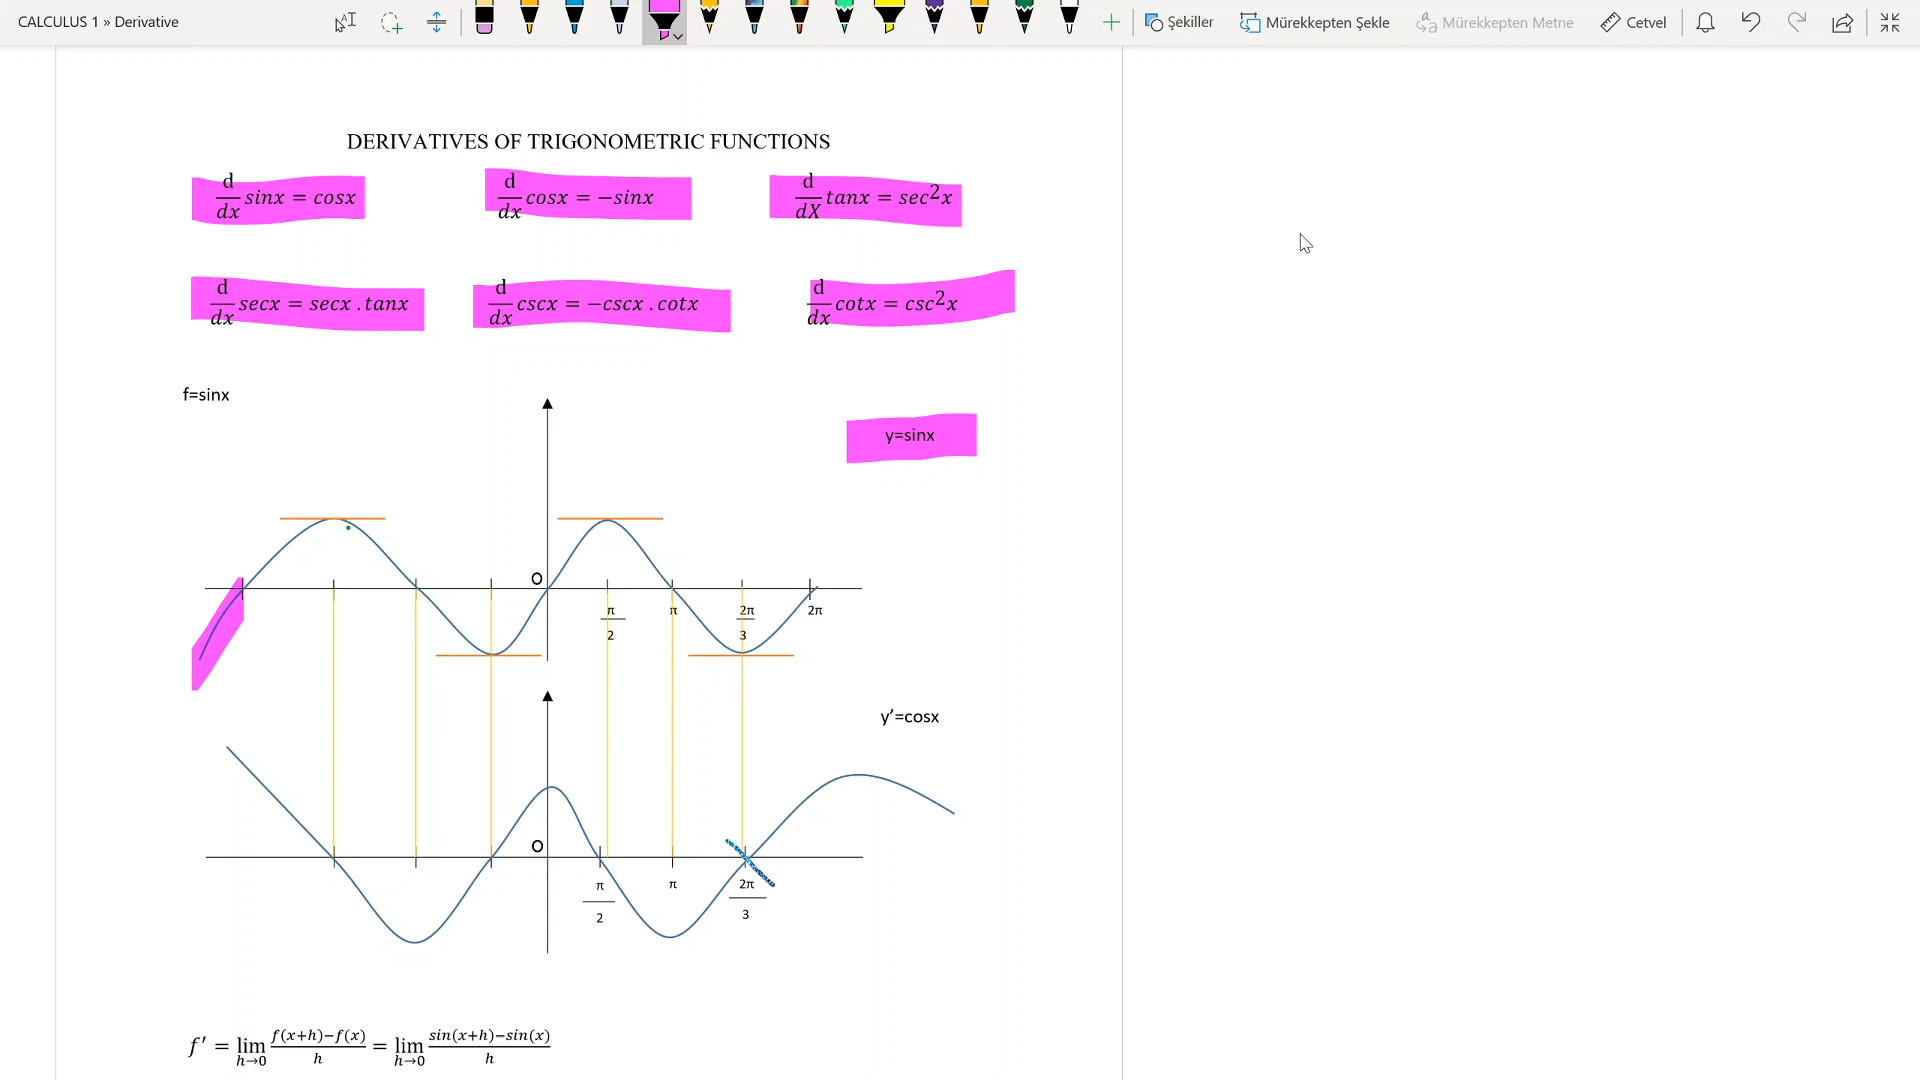 CALCULUS 1 » Derivative Şekiller Mürekkepten Şekle Mürekkepten Metne Cetvel
DERIVATIVES OF TRIGONOMETRIC FUNCTIONS
d/dx sinx = cosx d/dx cosx = −sinx d/dX tanx = sec²x
d/dx secx = secx . tanx d/dx cscx = −cscx . cotx d/dx cotx = csc²x
f=sinx
y=sinx
O
π/2 π 2π/3 2π
y′=cosx
O
π/2 π 2π/3
f′ = lim h→0 f(x+h)−f(x)/h = lim h→0 sin(x+h)−sin(x)/h